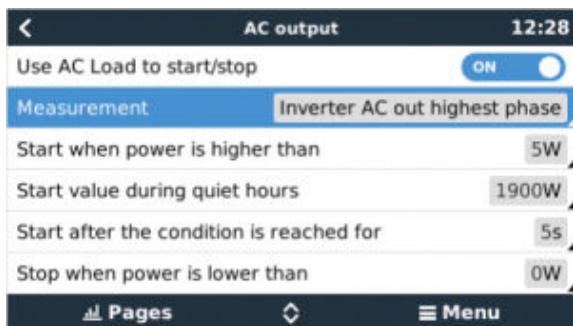 AC output 12:28
Use AC Load to start/stop ON
Measurement Inverter AC out highest phase
Start when power is higher than 5W
Start value during quiet hours 1900W
Start after the condition is reached for 5s
Stop when power is lower than 0W
Pages Menu